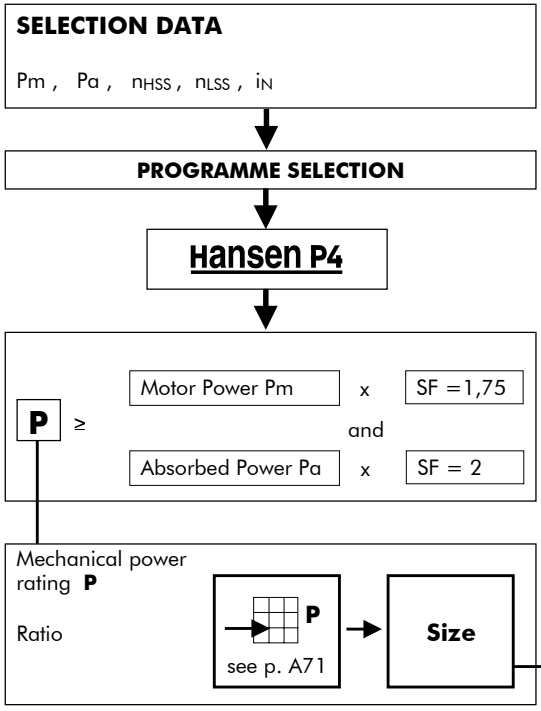 SELECTION DATA
Pm , Pa , nHSS , nLSS , iN
PROGRAMME SELECTION
Hansen P4
Motor Power Pm x SF =1,75
P ≥
and
Absorbed Power Pa x SF = 2
Mechanical power
rating P
Ratio
P
see p. A71
Size